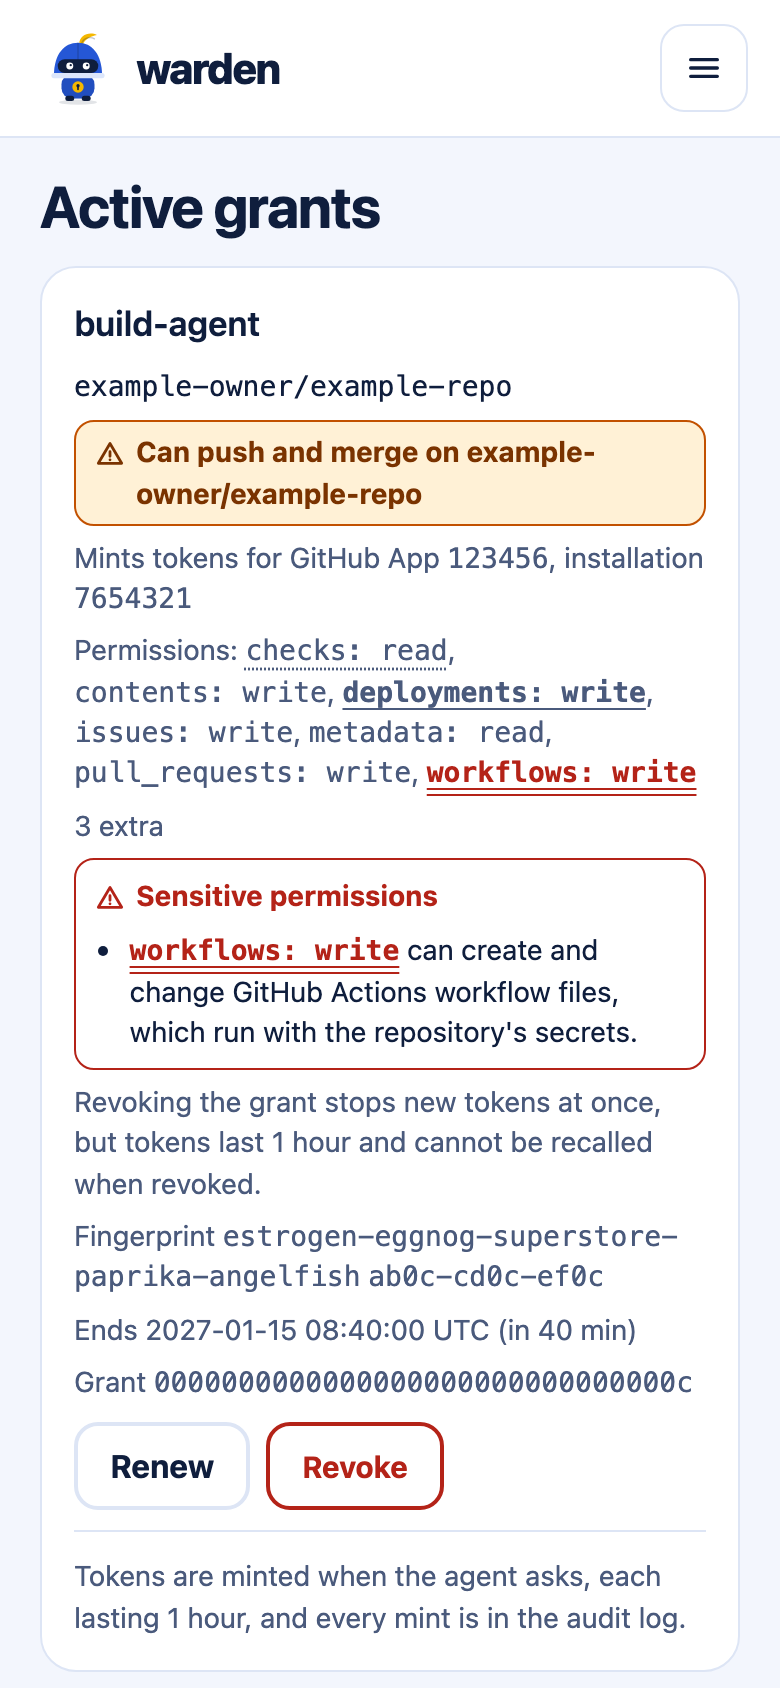 warden
Active grants
build-agent
example-owner/example-repo
Can push and merge on example-
owner/example-repo
Mints tokens for GitHub App 123456, installation
7654321
Permissions: checks: read,
contents: write, deployments: write,
issues: write, metadata: read,
pull_requests: write, workflows: write
3 extra
Sensitive permissions
• workflows: write can create and
change GitHub Actions workflow files,
which run with the repository's secrets.
Revoking the grant stops new tokens at once,
but tokens last 1 hour and cannot be recalled
when revoked.
Fingerprint estrogen-eggnog-superstore-
paprika-angelfish ab0c-cd0c-ef0c
Ends 2027-01-15 08:40:00 UTC (in 40 min)
Grant 0000000000000000000000000000000c
Renew
Revoke
Tokens are minted when the agent asks, each
lasting 1 hour, and every mint is in the audit log.